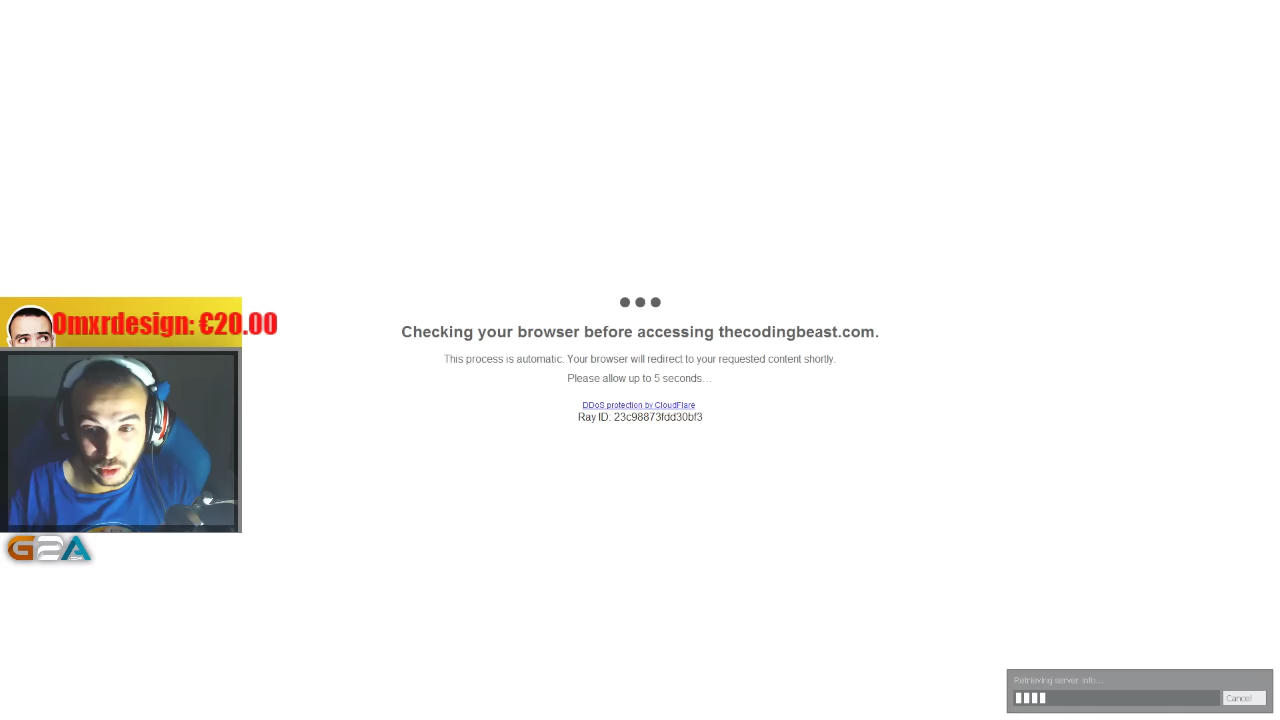 Checking your browser before accessing thecodingbeast.com.
This process is automatic. Your browser will redirect to your requested content shortly.
Please allow up to 5 seconds...
DDoS protection by CloudFlare
Ray ID: 23c98873fdd30bf3
Omxrdesign: €20.00
G2A
Retrieving server info...
Cancel